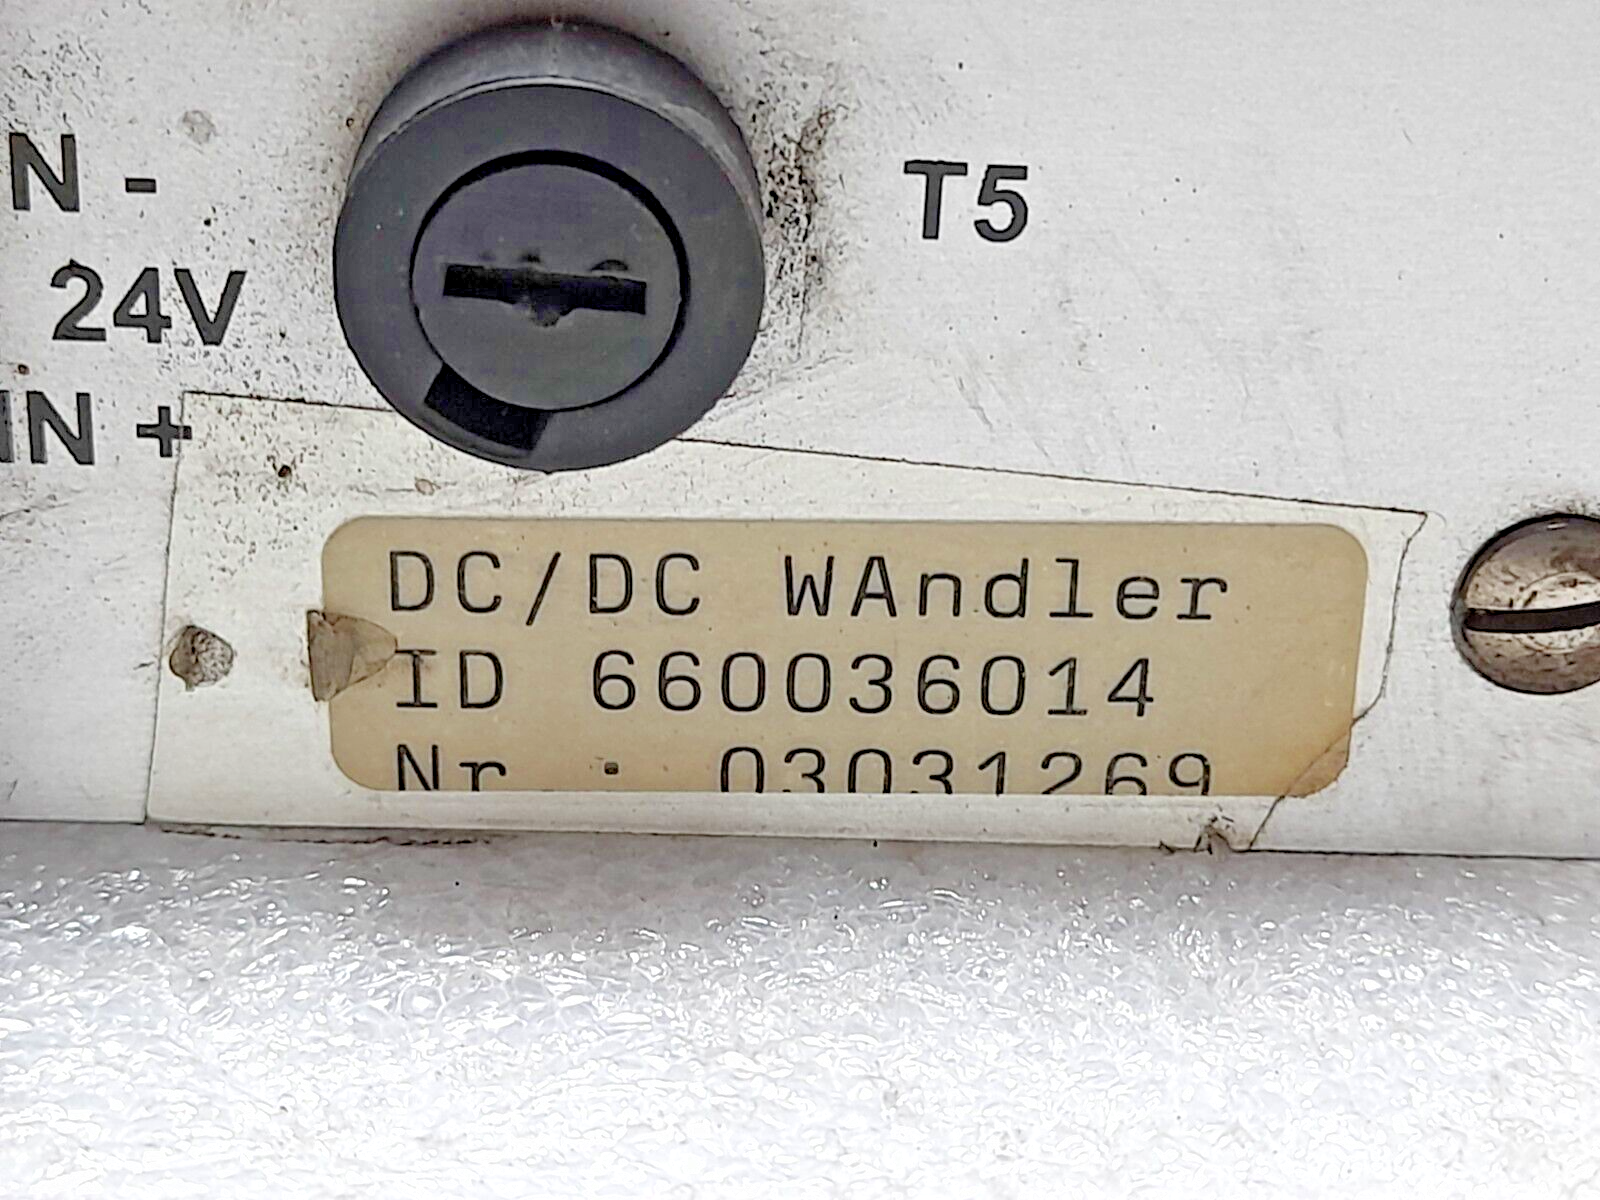 N -
T5
24V
IN +
DC/DC WAndler
ID 660036014
Nr : 03031269